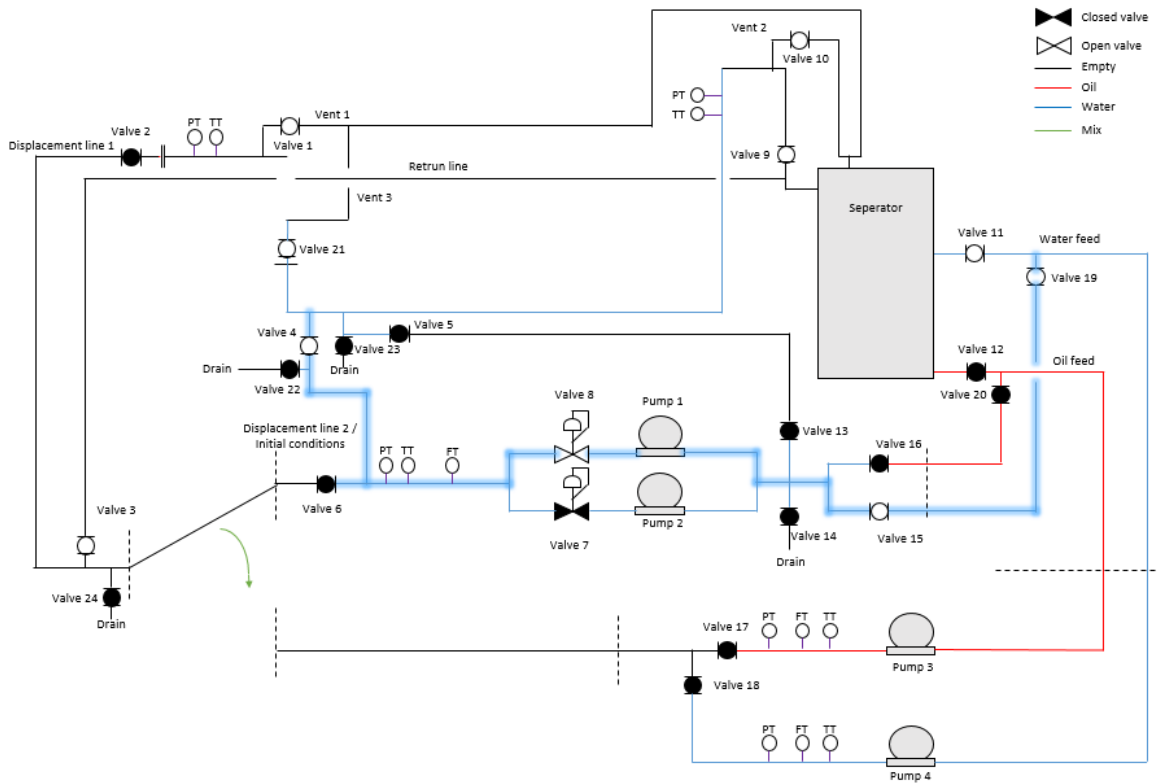 Closed valve
Vent 2
Open valve
Valve 10
Empty
PT
Oil
Vent 1
TT
Water
Valve 2
PT
TT
Mix
Displacement line 1
Valve 1
Valve 9
Retrun line
Vent 3
Seperator
Valve 11
Water feed
Valve 21
Valve 19
Valve 4
Valve 5
Valve 23
Valve 12
Oil feed
Drain
Drain
Valve 22
Valve 20
Valve 8
Pump 1
Displacement line 2 /
Initial conditions
Valve 13
Valve 16
PT
TT
FT
Valve 6
Valve 3
Pump 2
Valve 14
Valve 15
Valve 7
Drain
Valve 24
Drain
Valve 17
PT
FT
TT
Pump 3
Valve 18
PT
FT
TT
Pump 4